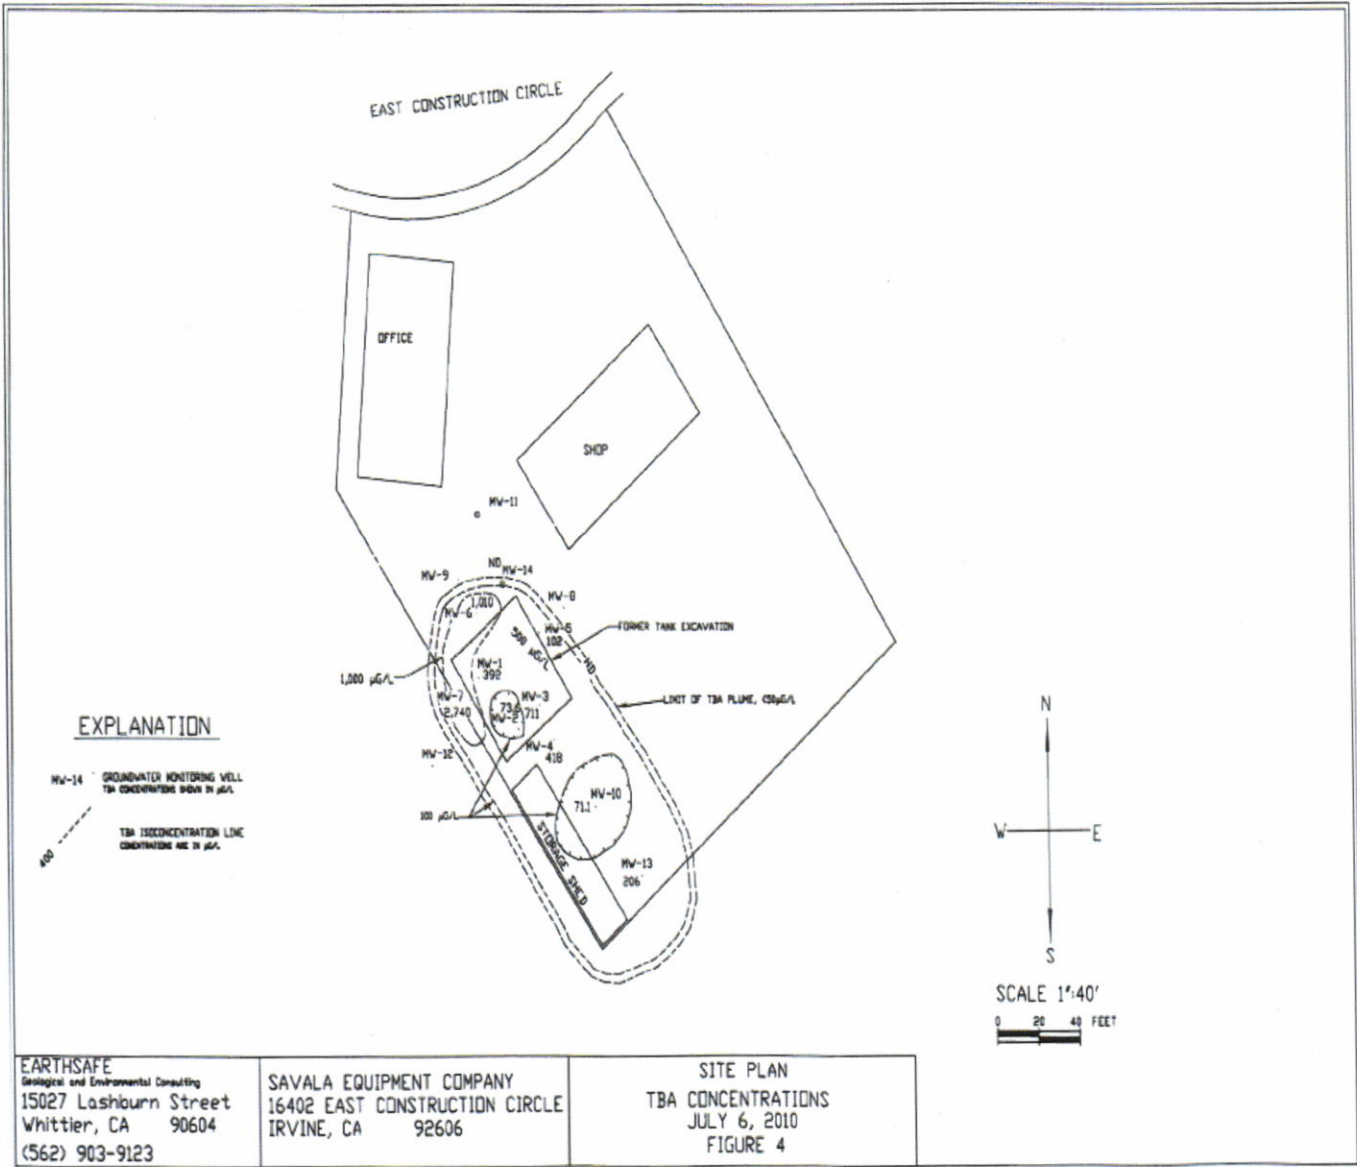 EAST CONSTRUCTION CIRCLE
OFFICE
SHOP
MW-11
ND
MW-14
MW-9
MW-8
1,010
MW-6
MW-5
102
FORMER TANK EXCAVATION
500 µG/L
ND
MW-1
392
1,000 µG/L
MW-7
2,740
MW-3
711
MW-2
LIMIT OF TBA PLUME, <50µG/L
MW-4
418
MW-12
MW-10
71.1
100 µG/L
STORAGE SHED
MW-13
206
EXPLANATION
MW-14
GROUNDWATER MONITORING WELL
TBA CONCENTRATIONS SHOWN IN µG/L
400
TBA ISOCONCENTRATION LINE
CONENTRATIONS ARE IN µG/L
N
W
E
S
SCALE 1":40'
0 20 40 FEET
EARTHSAFE
Geological and Environmental Consulting
15027 Lashburn Street
Whittier, CA 90604
(562) 903-9123
SAVALA EQUIPMENT COMPANY
16402 EAST CONSTRUCTION CIRCLE
IRVINE, CA 92606
SITE PLAN
TBA CONCENTRATIONS
JULY 6, 2010
FIGURE 4